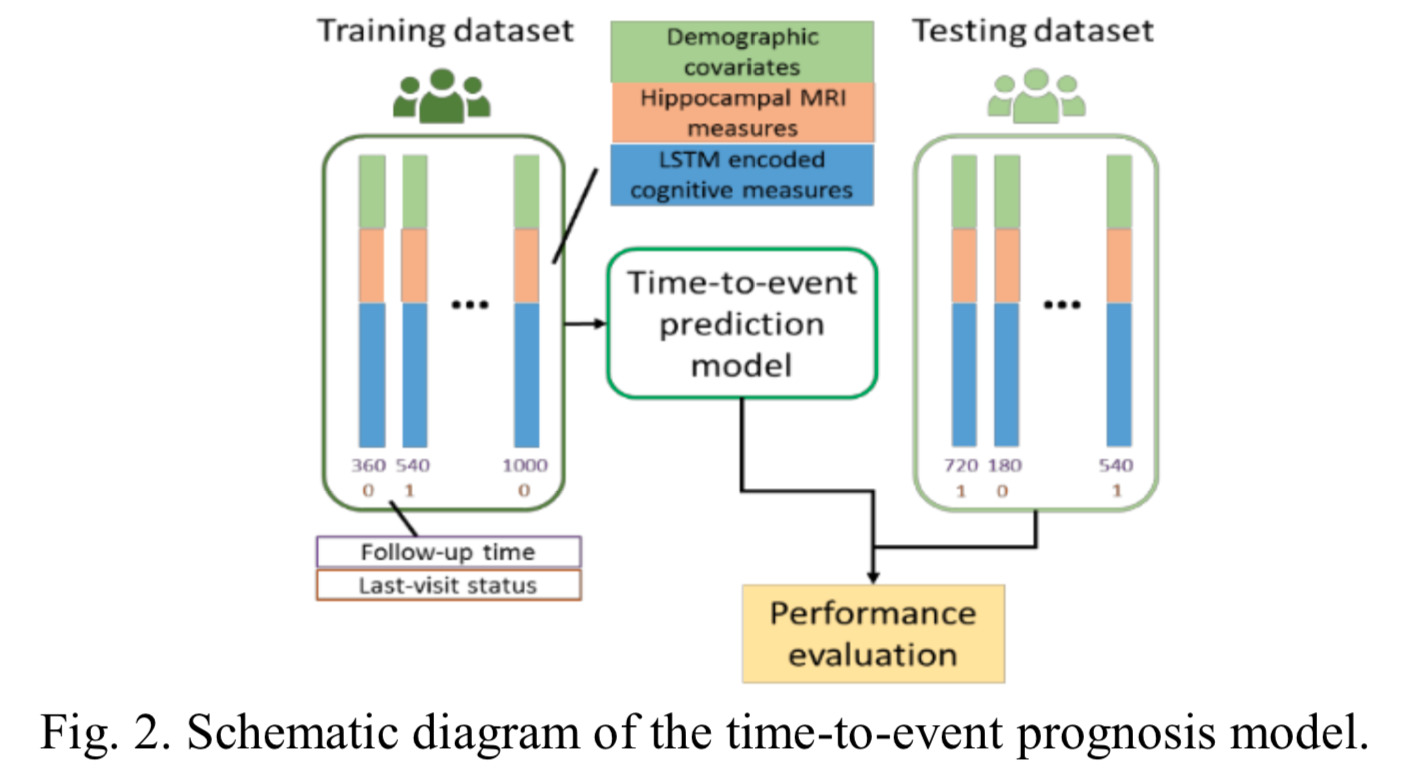 Training dataset
Demographic
covariates
Hippocampal MRI
measures
LSTM encoded
cognitive measures
Testing dataset
360 540 ... 1000
0 1 0
Follow-up time
Last-visit status
Time-to-event
prediction
model
720 180 ... 540
1 0 1
Performance
evaluation
Fig. 2. Schematic diagram of the time-to-event prognosis model.